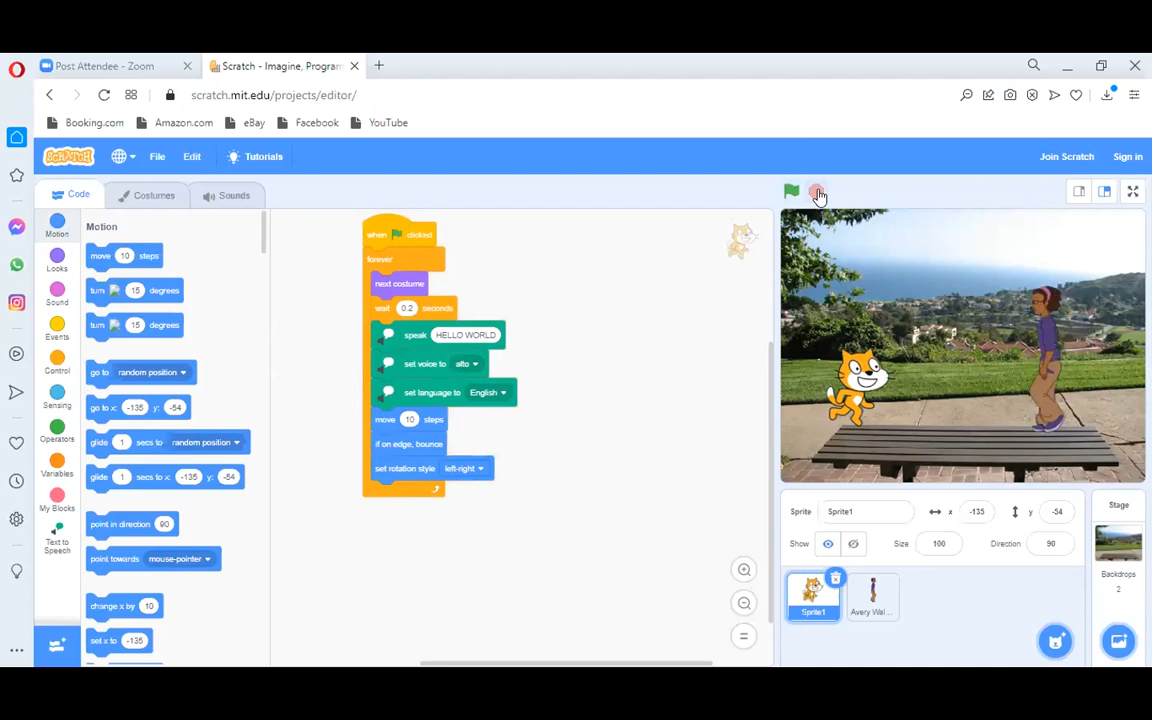 Post Attendee - Zoom
Scratch - Imagine, Program
scratch.mit.edu/projects/editor/
Booking.com
Amazon.com
eBay
Facebook
YouTube
SCRATCH
File
Edit
Tutorials
Join Scratch
Sign in
Code
Costumes
Sounds
Motion
Looks
Sound
Events
Control
Sensing
Operators
Variables
My Blocks
Text to
Speech
Motion
move 10 steps
turn 15 degrees
turn 15 degrees
go to random position
go to x: -135 y: -54
glide 1 secs to random position
glide 1 secs to x: -135 y: -54
point in direction 90
point towards mouse-pointer
change x by 10
set x to -135
when clicked
forever
next costume
wait 0.2 seconds
speak HELLO WORLD
set voice to alto
set language to English
move 10 steps
if on edge, bounce
set rotation style left-right
Sprite Sprite1 x -135 y -54
Show Size 100 Direction 90
Sprite1
Avery Wal...
Stage
Backdrops
2